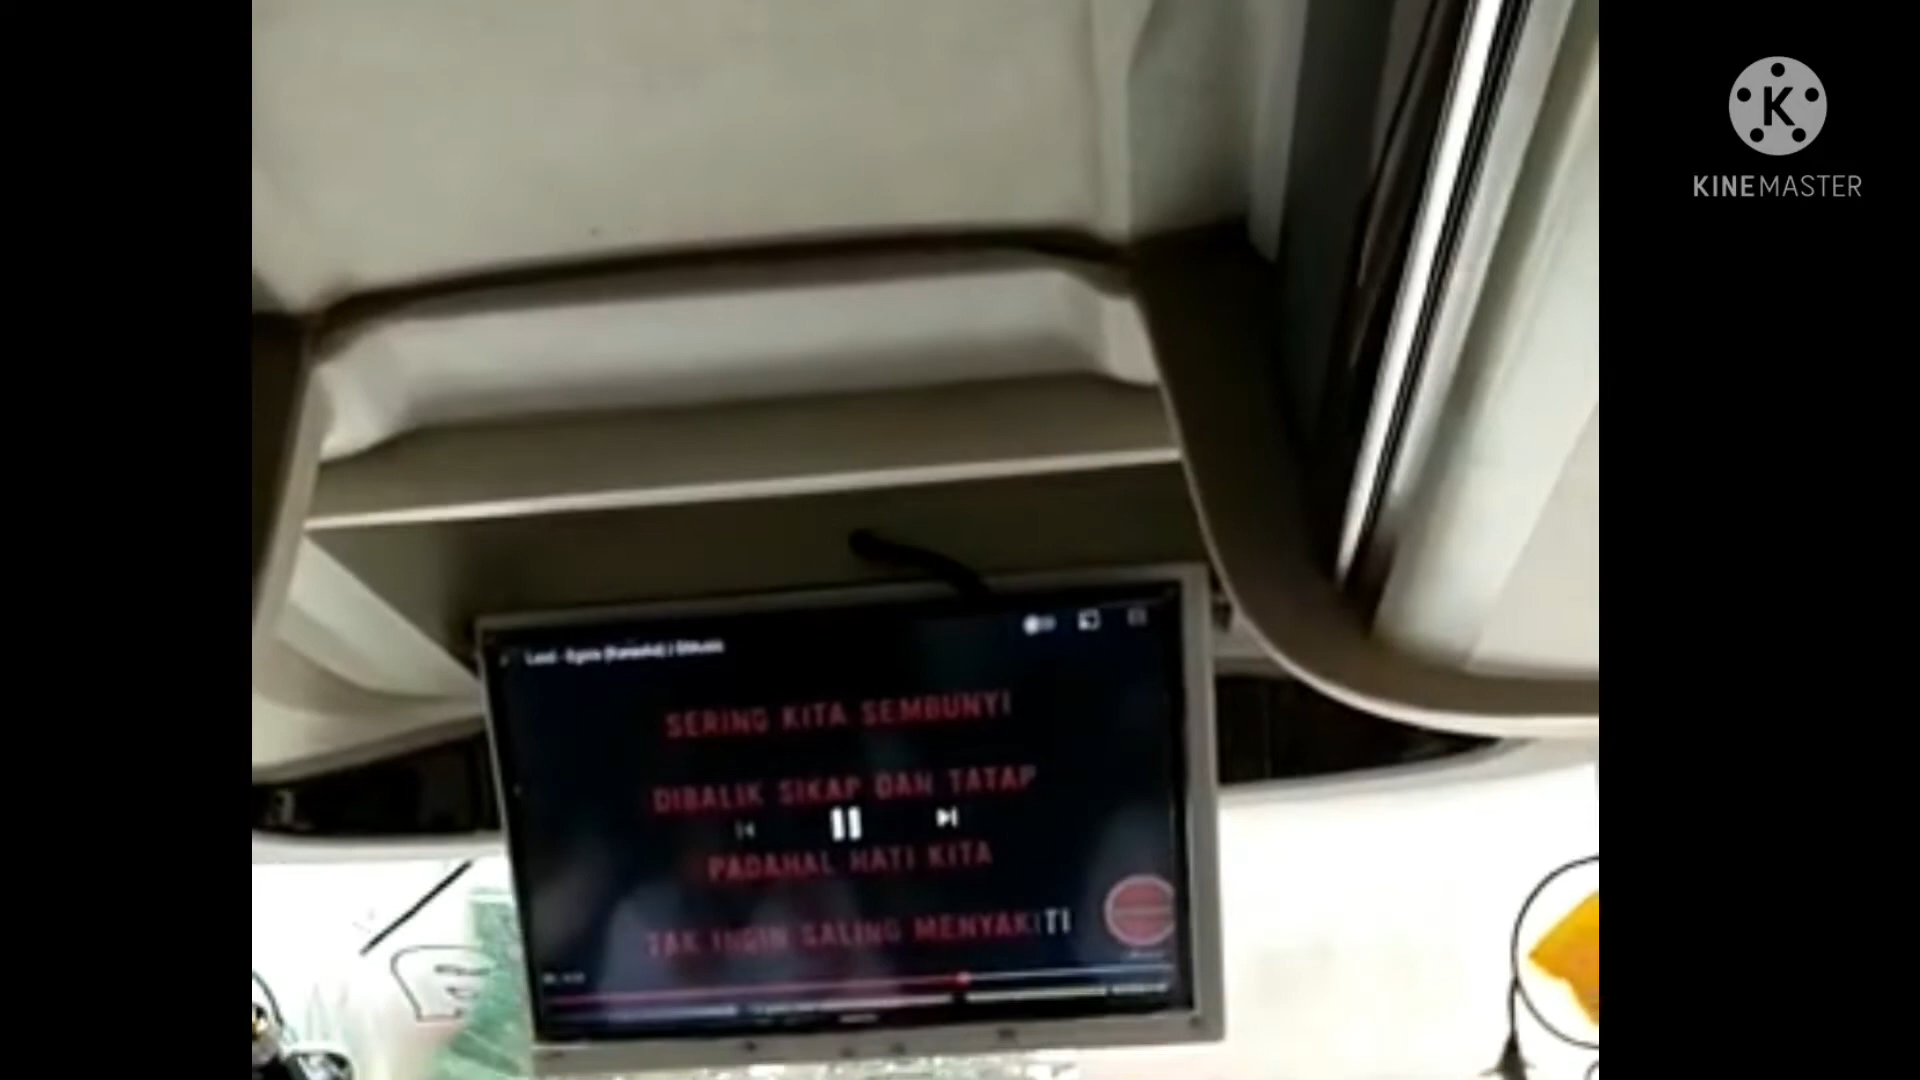 K
KINEMASTER
SERING KITA SEMBUNYI
DIBALIK SIKAP DAN TATAP
PADAHAL HATI KITA
TAK INGIN SALING MENYAKITI